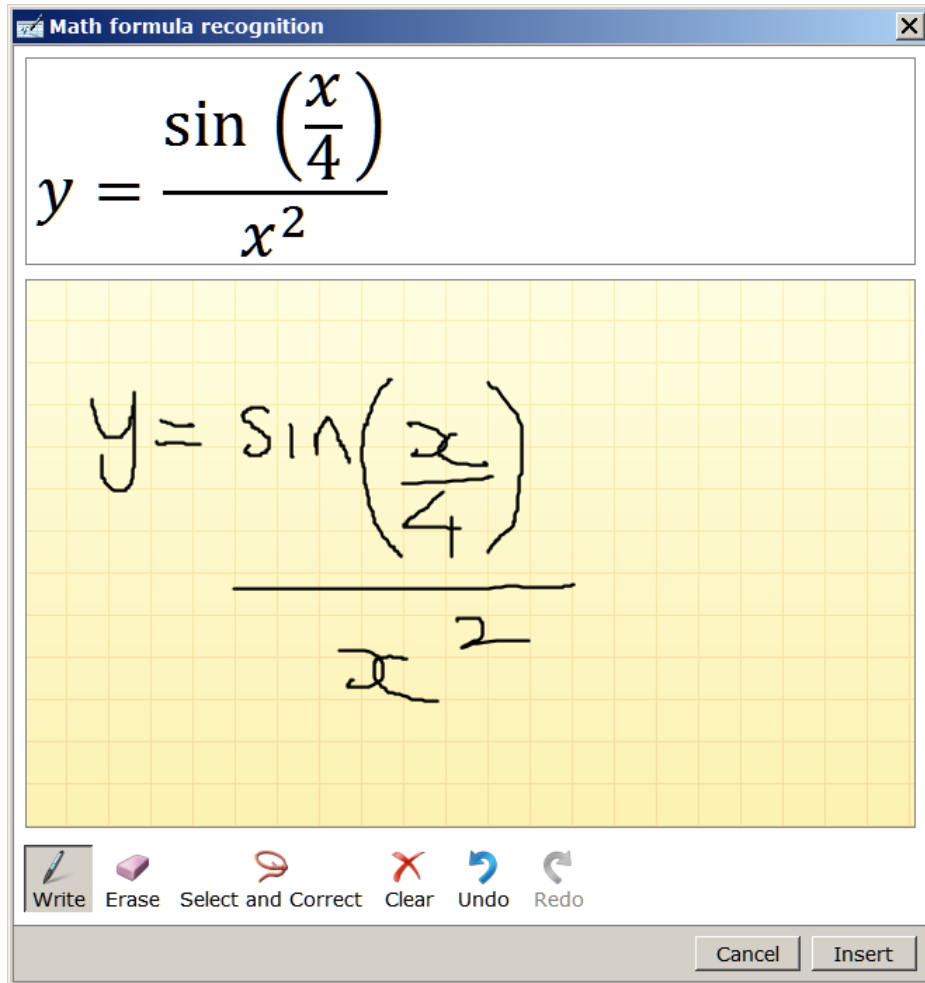 Math formula recognition
y = sin (x/4) / x²
y = sin(x/4) / x²
Write Erase Select and Correct Clear Undo Redo
Cancel Insert